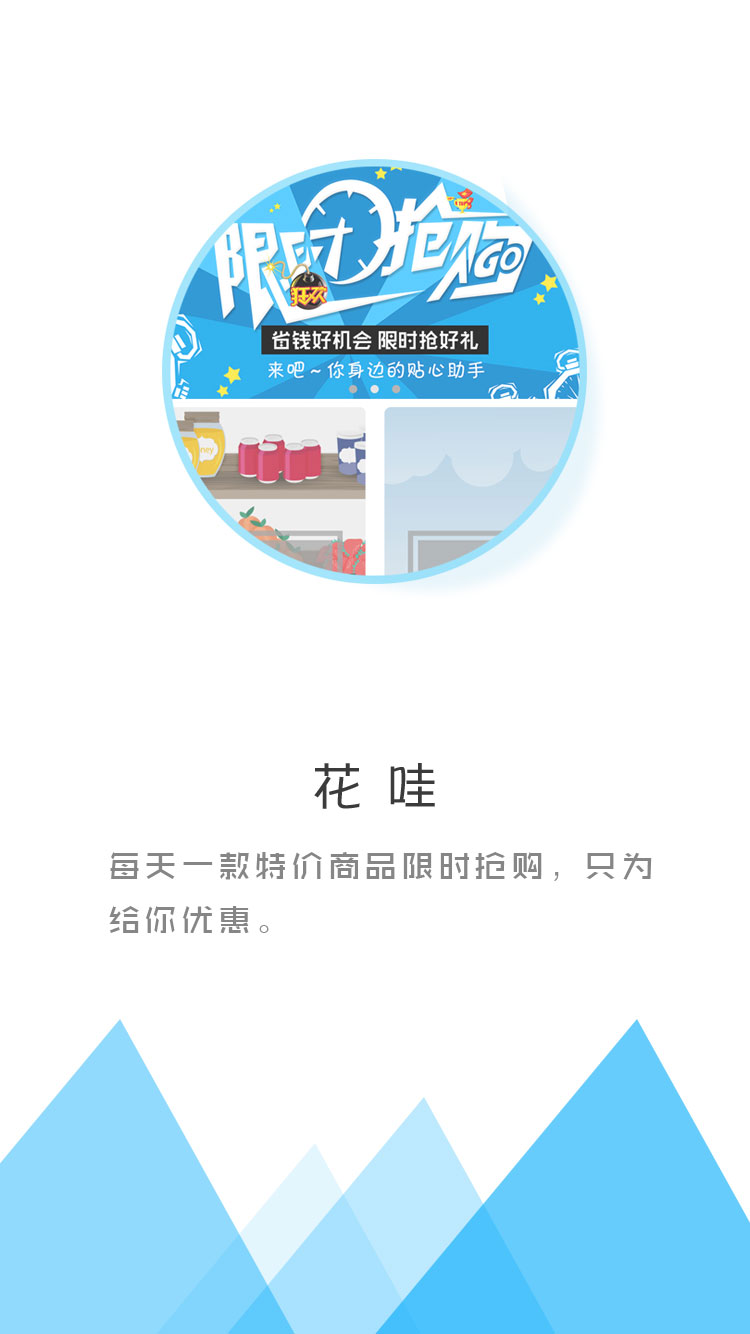 限时抢购GO
狂欢
省钱好机会 限时抢好礼
来吧~你身边的贴心助手
花 哇
每天一款特价商品限时抢购，只为
给你优惠。